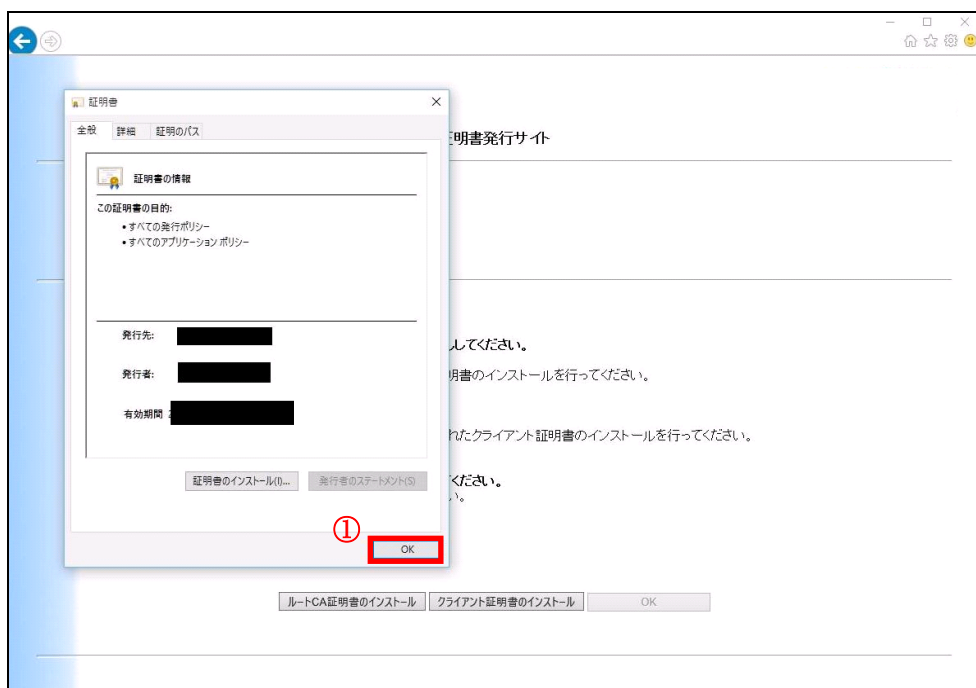 証明書
全般 詳細 証明のパス
明書発行サイト
証明書の情報
この証明書の目的:
• すべての発行ポリシー
• すべてのアプリケーション ポリシー
発行先:
してください。
発行者:
明書のインストールを行ってください。
有効期間
れたクライアント証明書のインストールを行ってください。
証明書のインストール(I)... 発行者のステートメント(S)
ください。
い。
①
OK
ルートCA証明書のインストール クライアント証明書のインストール OK